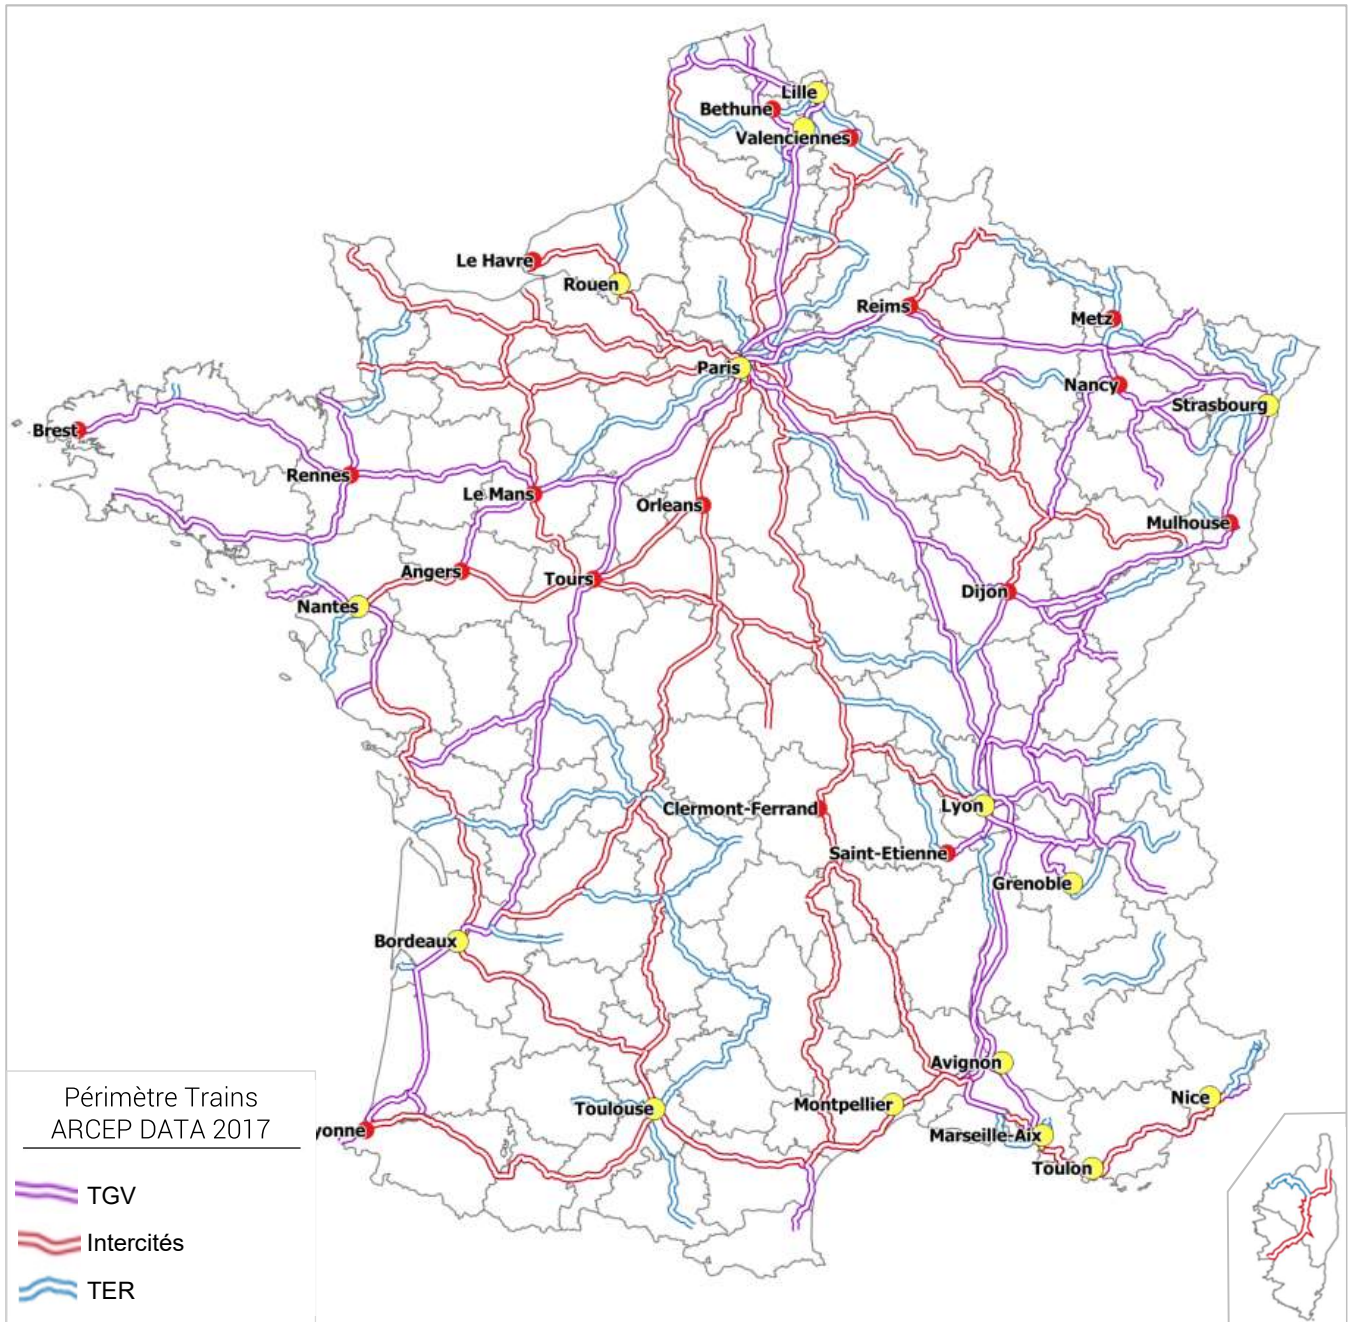 Lille
Bethune
Valenciennes
Le Havre
Rouen
Reims
Metz
Paris
Nancy
Strasbourg
Brest
Rennes
Le Mans
Orleans
Mulhouse
Angers
Tours
Dijon
Nantes
Clermont-Ferrand
Lyon
Saint-Etienne
Grenoble
Bordeaux
Avignon
Toulouse
Montpellier
Nice
yonne
Marseille-Aix
Toulon
Périmètre Trains
ARCEP DATA 2017
TGV
Intercités
TER